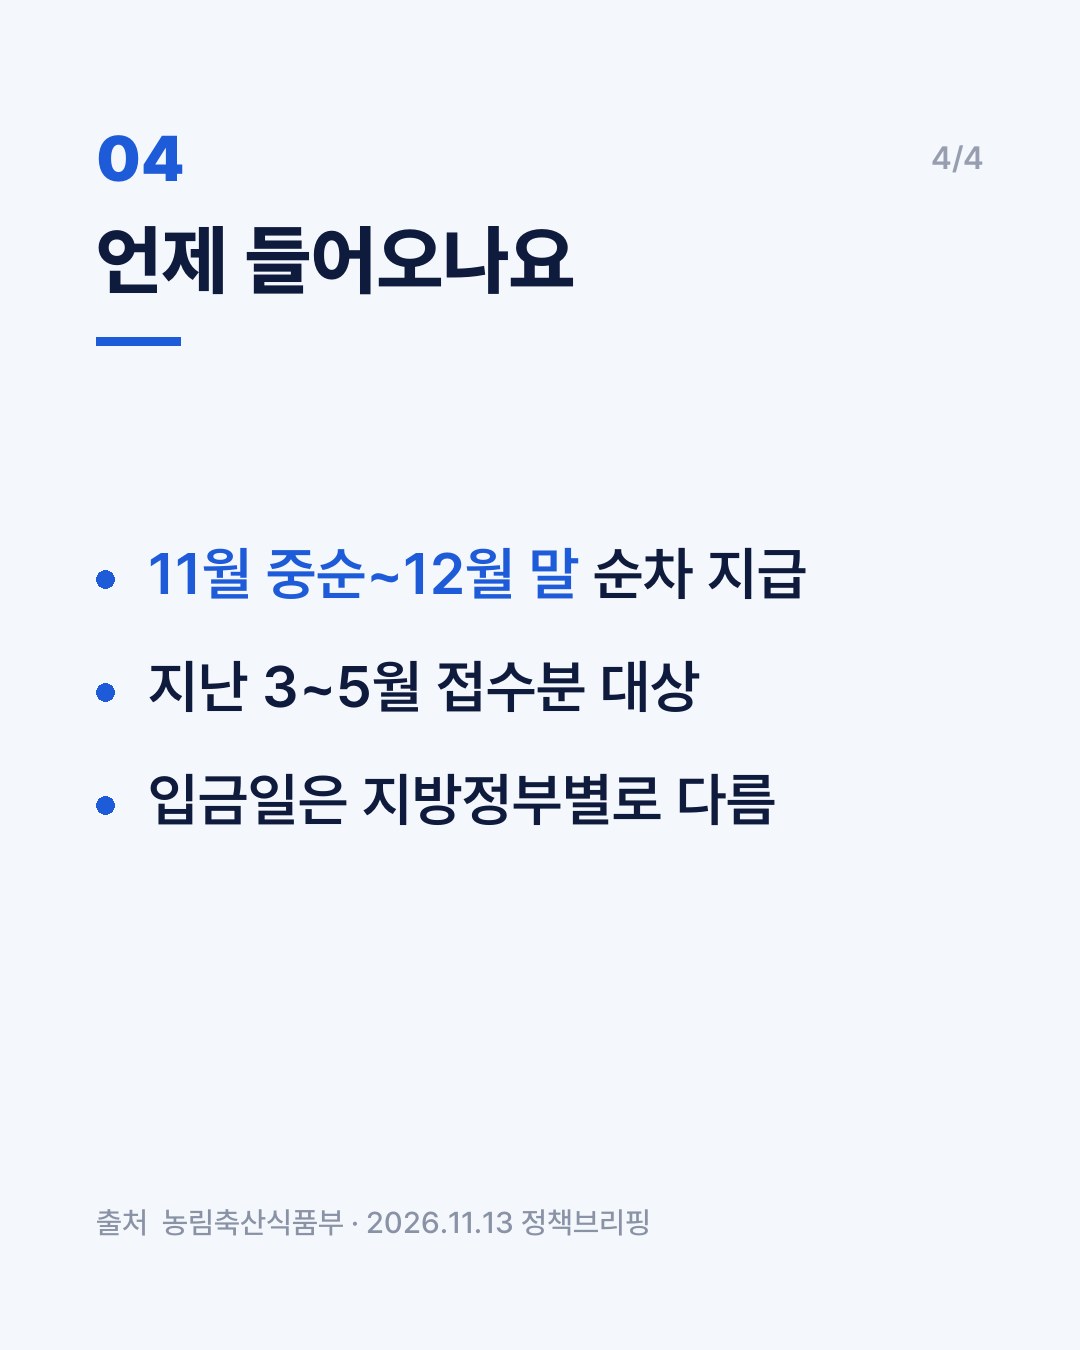 04
4/4
언제 들어오나요
• 11월 중순~12월 말 순차 지급
• 지난 3~5월 접수분 대상
• 입금일은 지방정부별로 다름
출처 농림축산식품부 · 2026.11.13 정책브리핑